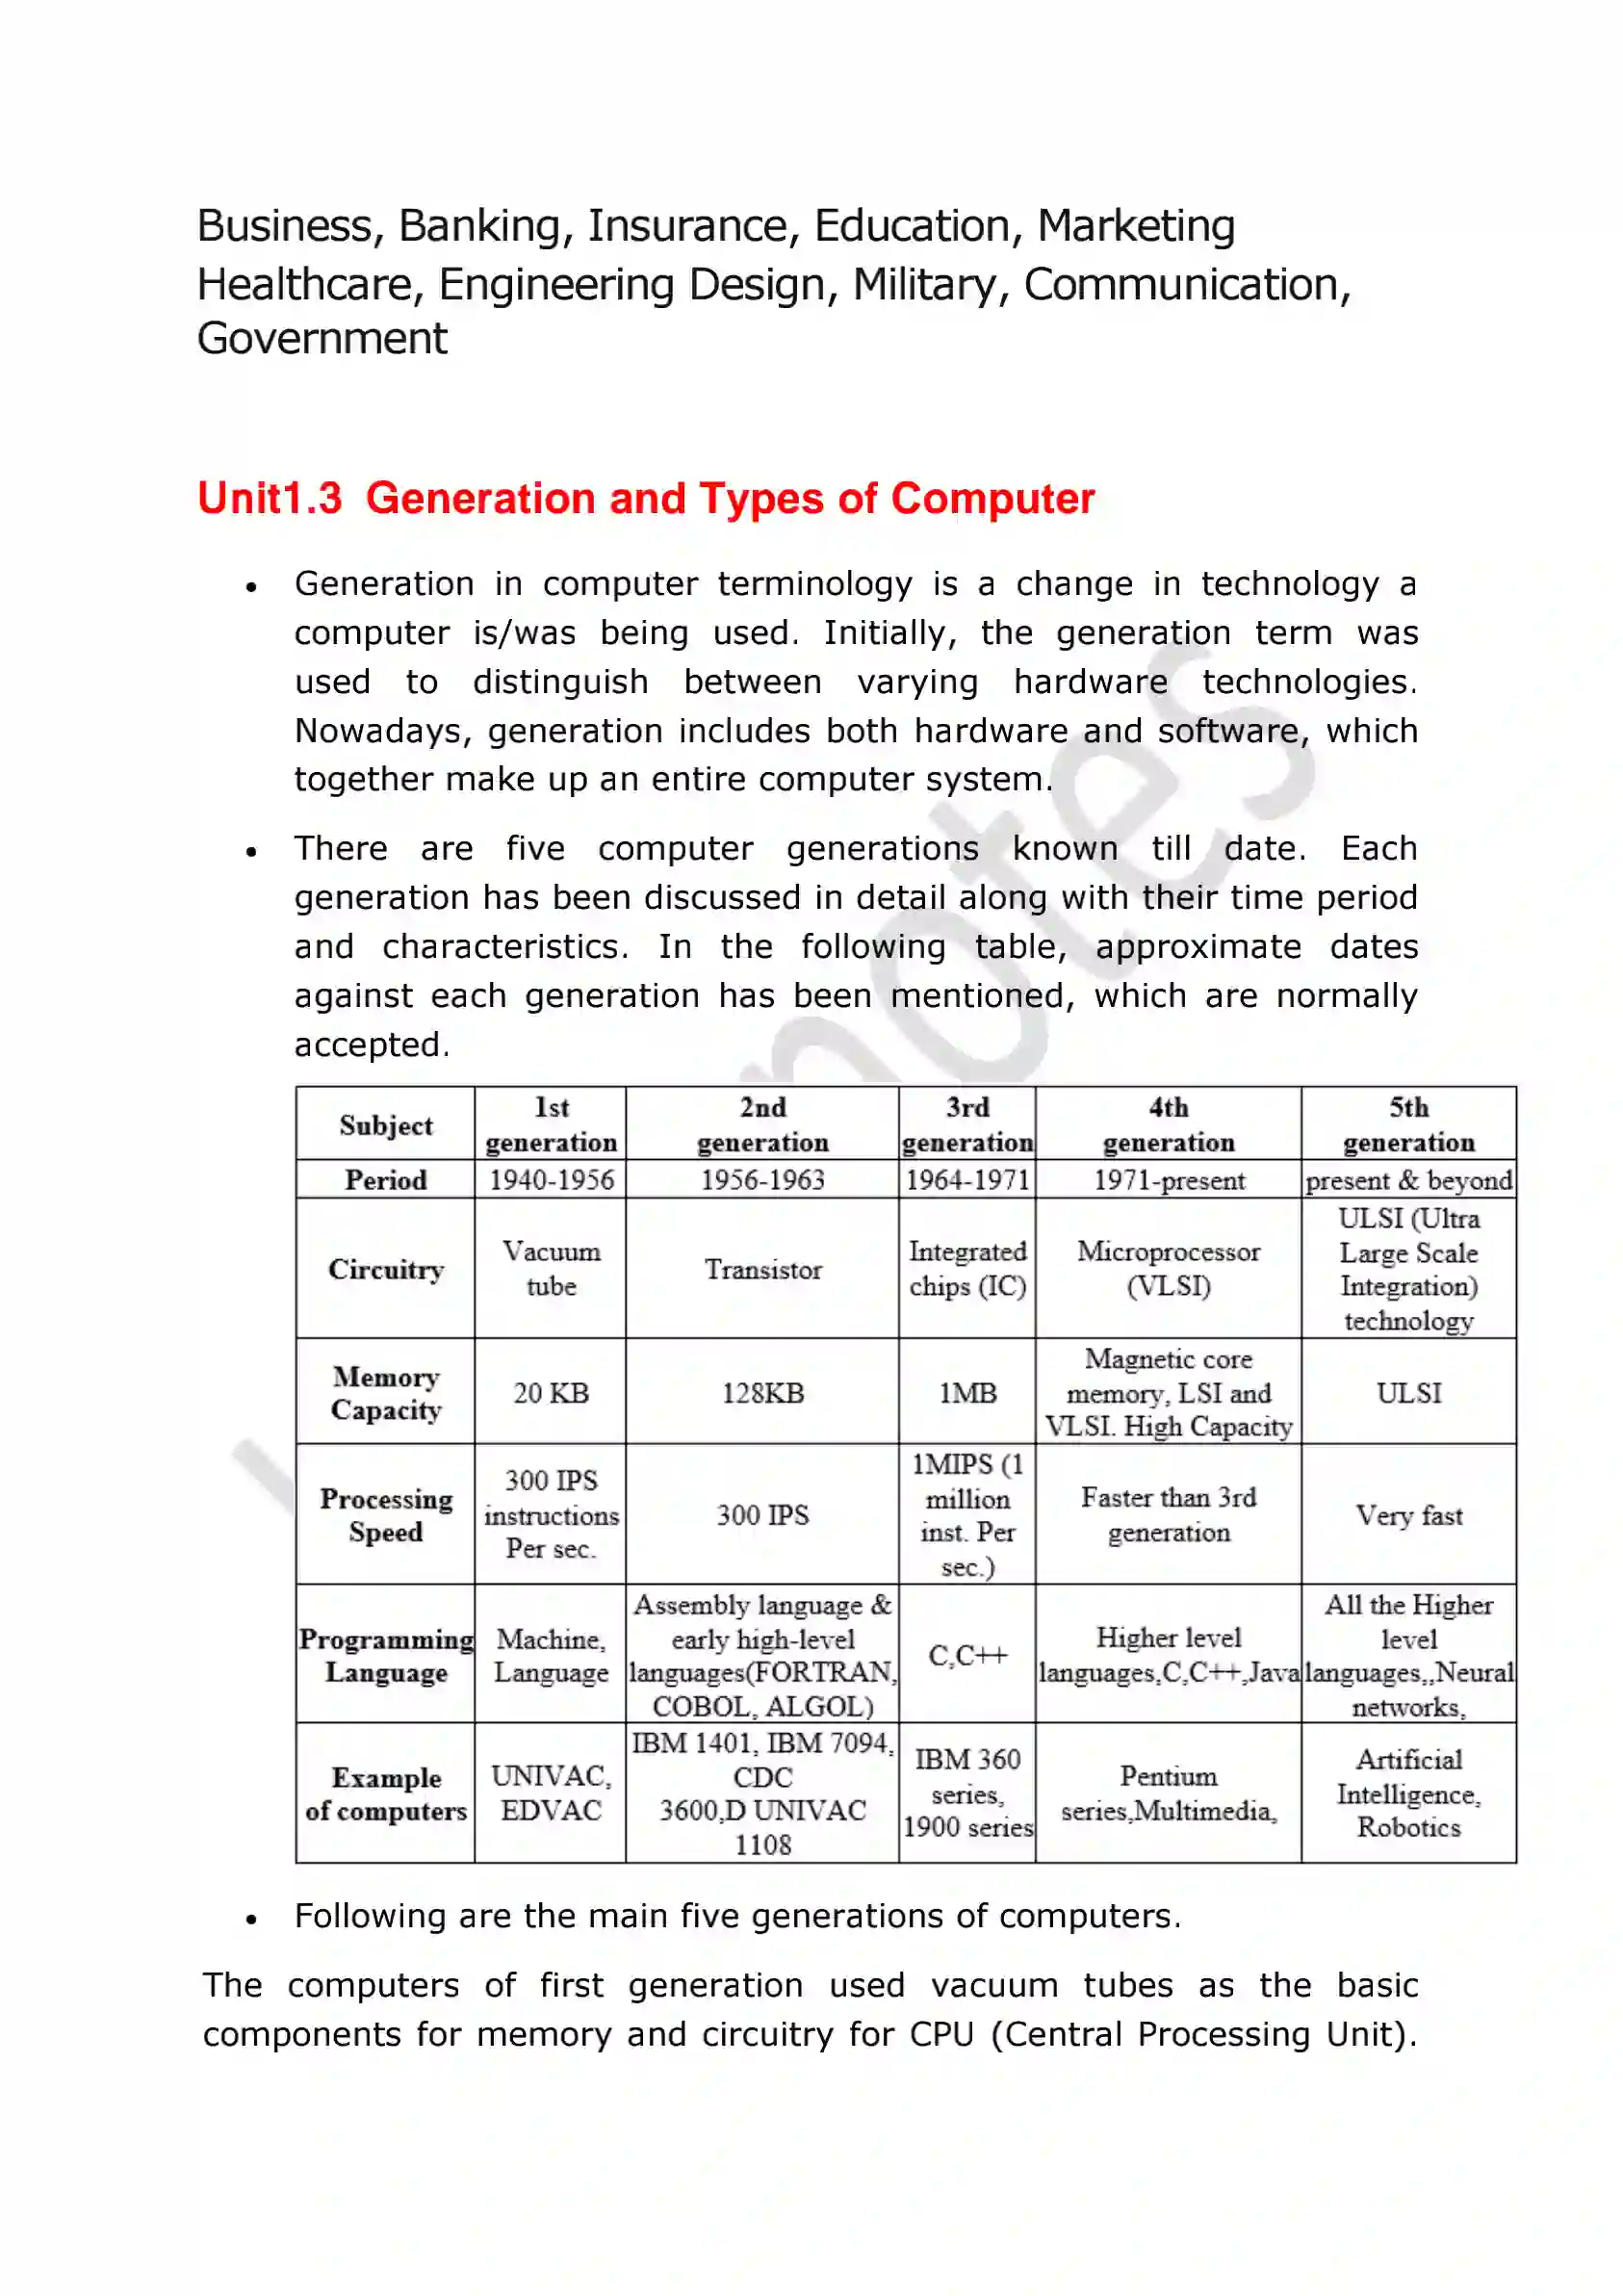 Business, Banking, Insurance, Education, Marketing
Healthcare, Engineering Design, Military, Communication,
Government
Unit1.3 Generation and Types of Computer
• Generation in computer terminology is a change in technology a
computer is/was being used. Initially, the generation term was
used to distinguish between varying hardware technologies.
Nowadays, generation includes both hardware and software, which
together make up an entire computer system.
• There are five computer generations known till date. Each
generation has been discussed in detail along with their time period
and characteristics. In the following table, approximate dates
against each generation has been mentioned, which are normally
accepted.
Subject
1st
generation
2nd
generation
3rd
generation
4th
generation
5th
generation
Period
1940-1956
1956-1963
1964-1971
1971-present
present & beyond
Circuitry
Vacuum
tube
Transistor
Integrated
chips (IC)
Microprocessor
(VLSI)
ULSI (Ultra
Large Scale
Integration)
technology
Memory
Capacity
20 KB
128KB
1MB
Magnetic core
memory, LSI and
VLSI. High Capacity
ULSI
Processing
Speed
300 IPS
instructions
Per sec.
300 IPS
1MIPS (1
million
inst. Per
sec.)
Faster than 3rd
generation
Very fast
Programming
Language
Machine,
Language
Assembly language &
early high-level
languages(FORTRAN,
COBOL, ALGOL)
C,C++
Higher level
languages,C,C++,Java
All the Higher
level
languages,,Neural
networks,
Example
of computers
UNIVAC,
EDVAC
IBM 1401, IBM 7094,
CDC
3600,D UNIVAC
1108
IBM 360
series,
1900 series
Pentium
series,Multimedia,
Artificial
Intelligence,
Robotics
• Following are the main five generations of computers.
The computers of first generation used vacuum tubes as the basic
components for memory and circuitry for CPU (Central Processing Unit).
notes